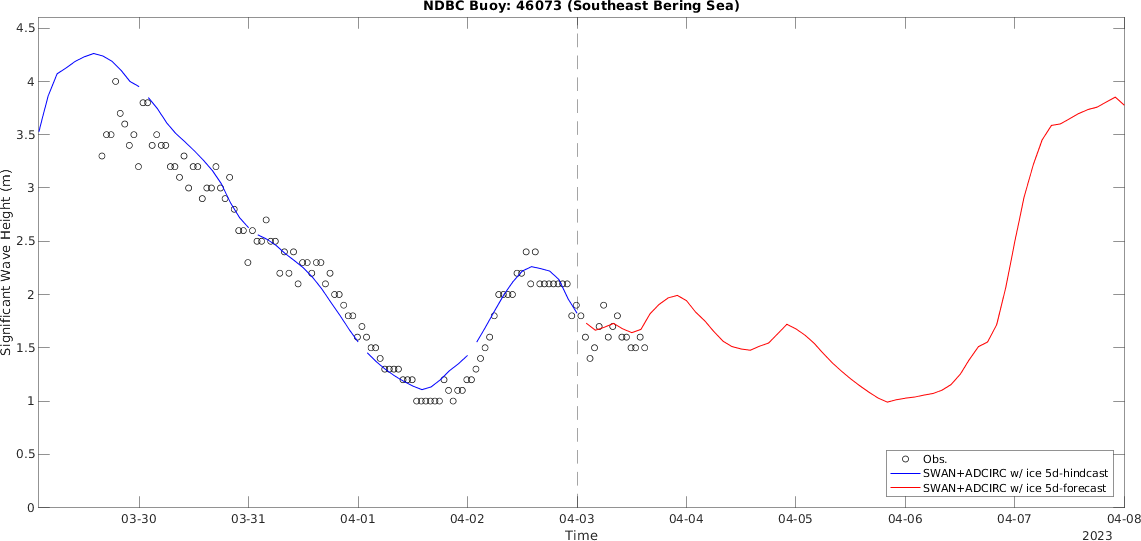 NDBC Buoy: 46073 (Southeast Bering Sea)
4.5
4
3.5
3
2.5
2
1.5
1
0.5
0
Significant Wave Height (m)
Obs.
SWAN+ADCIRC w/ ice 5d-hindcast
SWAN+ADCIRC w/ ice 5d-forecast
03-30 03-31 04-01 04-02 04-03 04-04 04-05 04-06 04-07 04-08
Time
2023